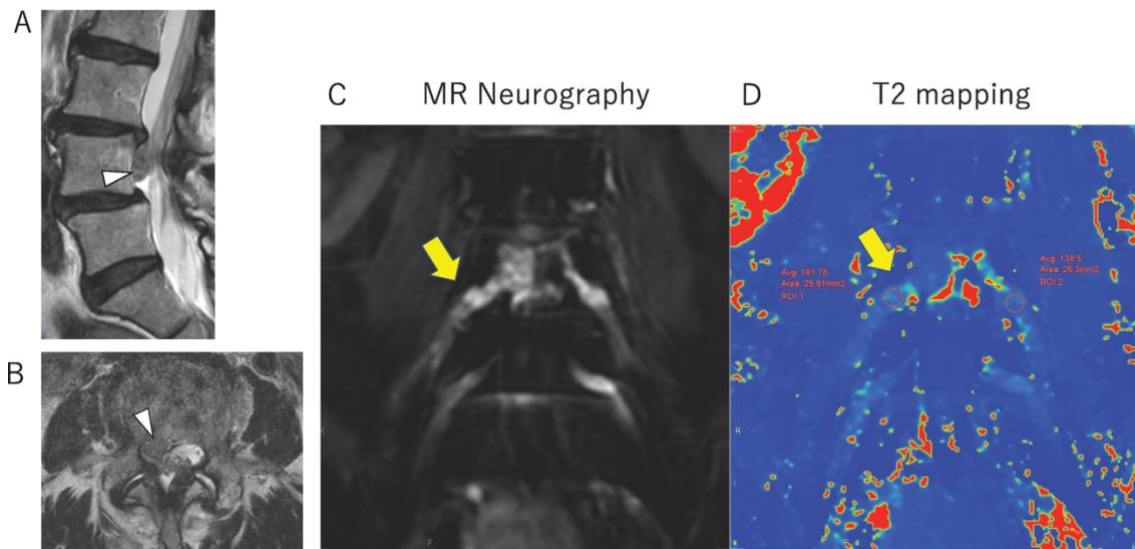 A
B
C MR Neurography
D T2 mapping
Avg: 181.76
Area: 25.91mm2
ROI:1
Avg: 138.5
Area: 26.3mm2
ROI:2
R
R
F